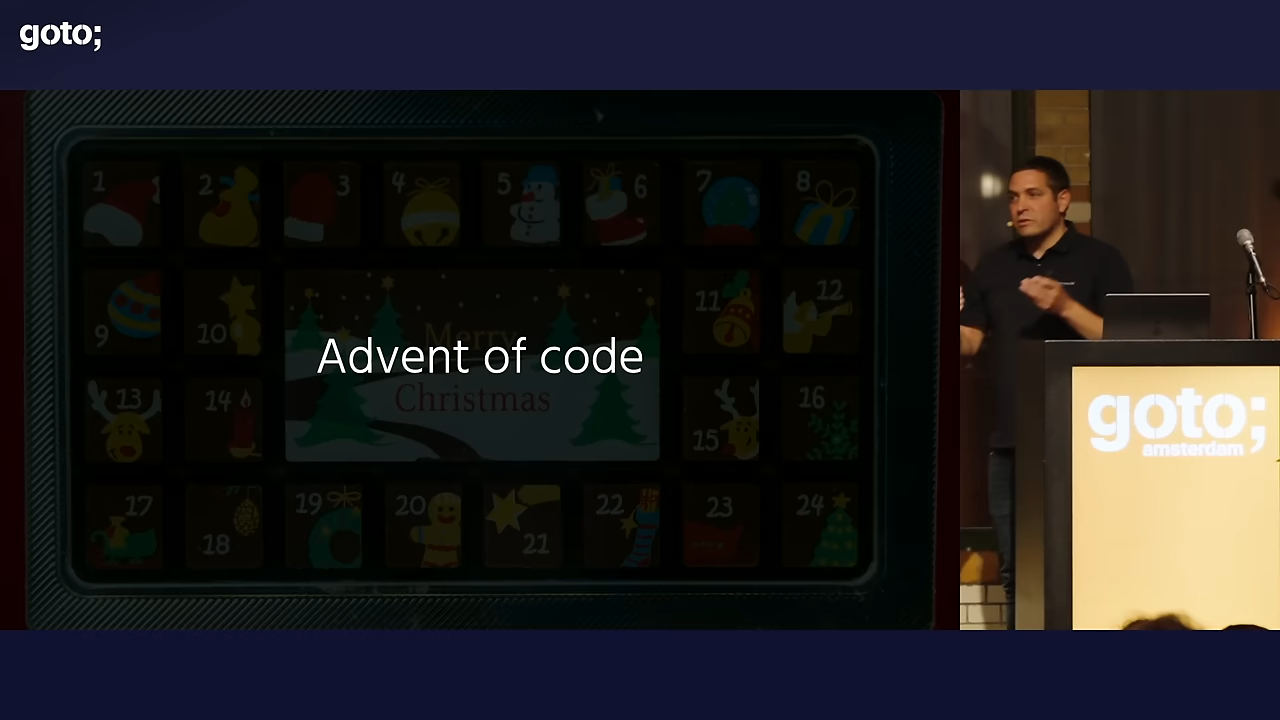 goto;
1 2 3 4 5 6 7 8
Merry
Advent of code
Christmas
9 10 11 12
13 14 15 16
17 18 19 20 21 22 23 24
goto;
amsterdam